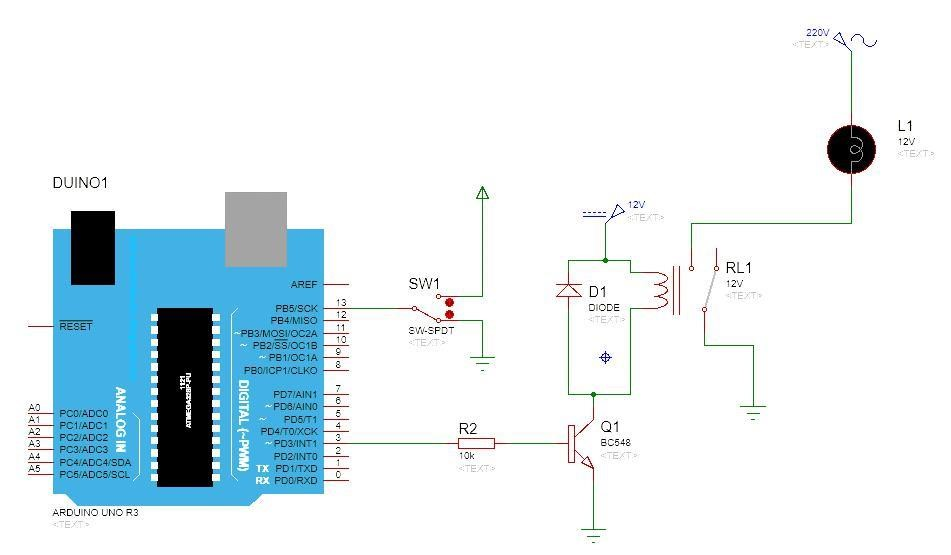 220V
<TEXT>
L1
12V
<TEXT>
DUINO1
12V
<TEXT>
AREF
SW1
SW-SPDT
<TEXT>
D1
DIODE
<TEXT>
RL1
12V
<TEXT>
RESET
13
PB5/SCK
12
PB4/MISO
11
~PB3/MOSI/OC2A
10
~PB2/SS/OC1B
9
~PB1/OC1A
8
PB0/ICP1/CLKO
7
PD7/AIN1
6
~PD6/AIN0
5
~PD5/T1
4
PD4/T0/XCK
3
~PD3/INT1
2
PD2/INT0
1
TX PD1/TXD
0
RX PD0/RXD
DIGITAL (~PWM)
ANALOG IN
A0 PC0/ADC0
A1 PC1/ADC1
A2 PC2/ADC2
A3 PC3/ADC3
A4 PC4/ADC4/SDA
A5 PC5/ADC5/SCL
R2
10k
<TEXT>
Q1
BC548
<TEXT>
ARDUINO UNO R3
<TEXT>